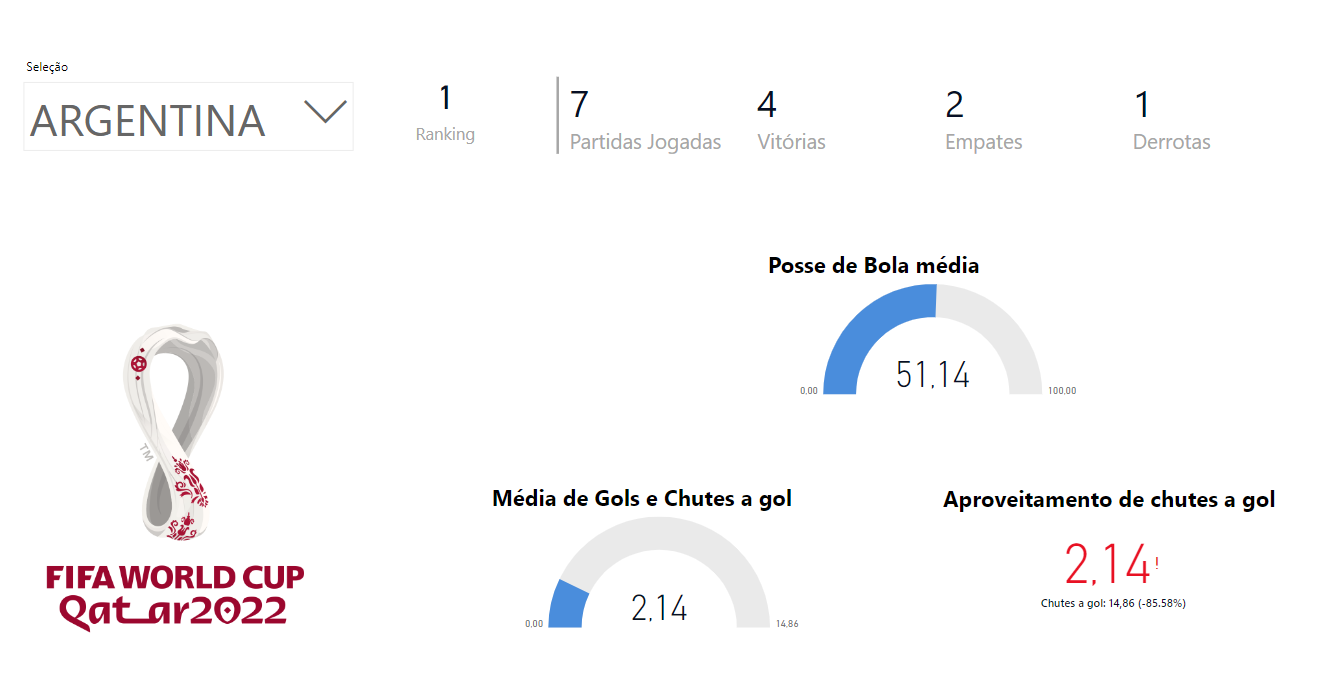 Seleção
ARGENTINA
1
Ranking
7
Partidas Jogadas
4
Vitórias
2
Empates
1
Derrotas
Posse de Bola média
51,14
0,00
100,00
TM
FIFA WORLD CUP
Qatar2022
Média de Gols e Chutes a gol
2,14
0,00
14,86
Aproveitamento de chutes a gol
2,14!
Chutes a gol: 14,86 (-85.58%)